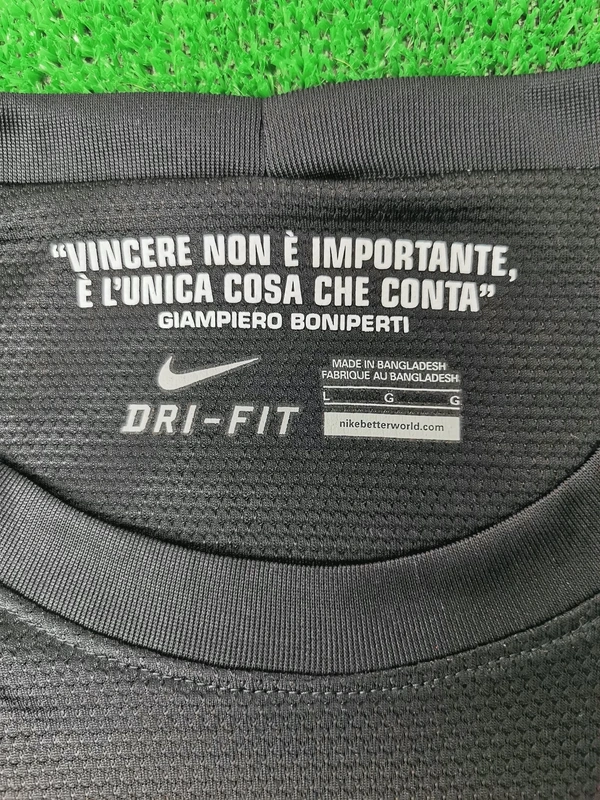 “VINCERE NON È IMPORTANTE,
È L’UNICA COSA CHE CONTA”
GIAMPIERO BONIPERTI
DRI-FIT
MADE IN BANGLADESH
FABRIQUE AU BANGLADESH
L G G
nikebetterworld.com